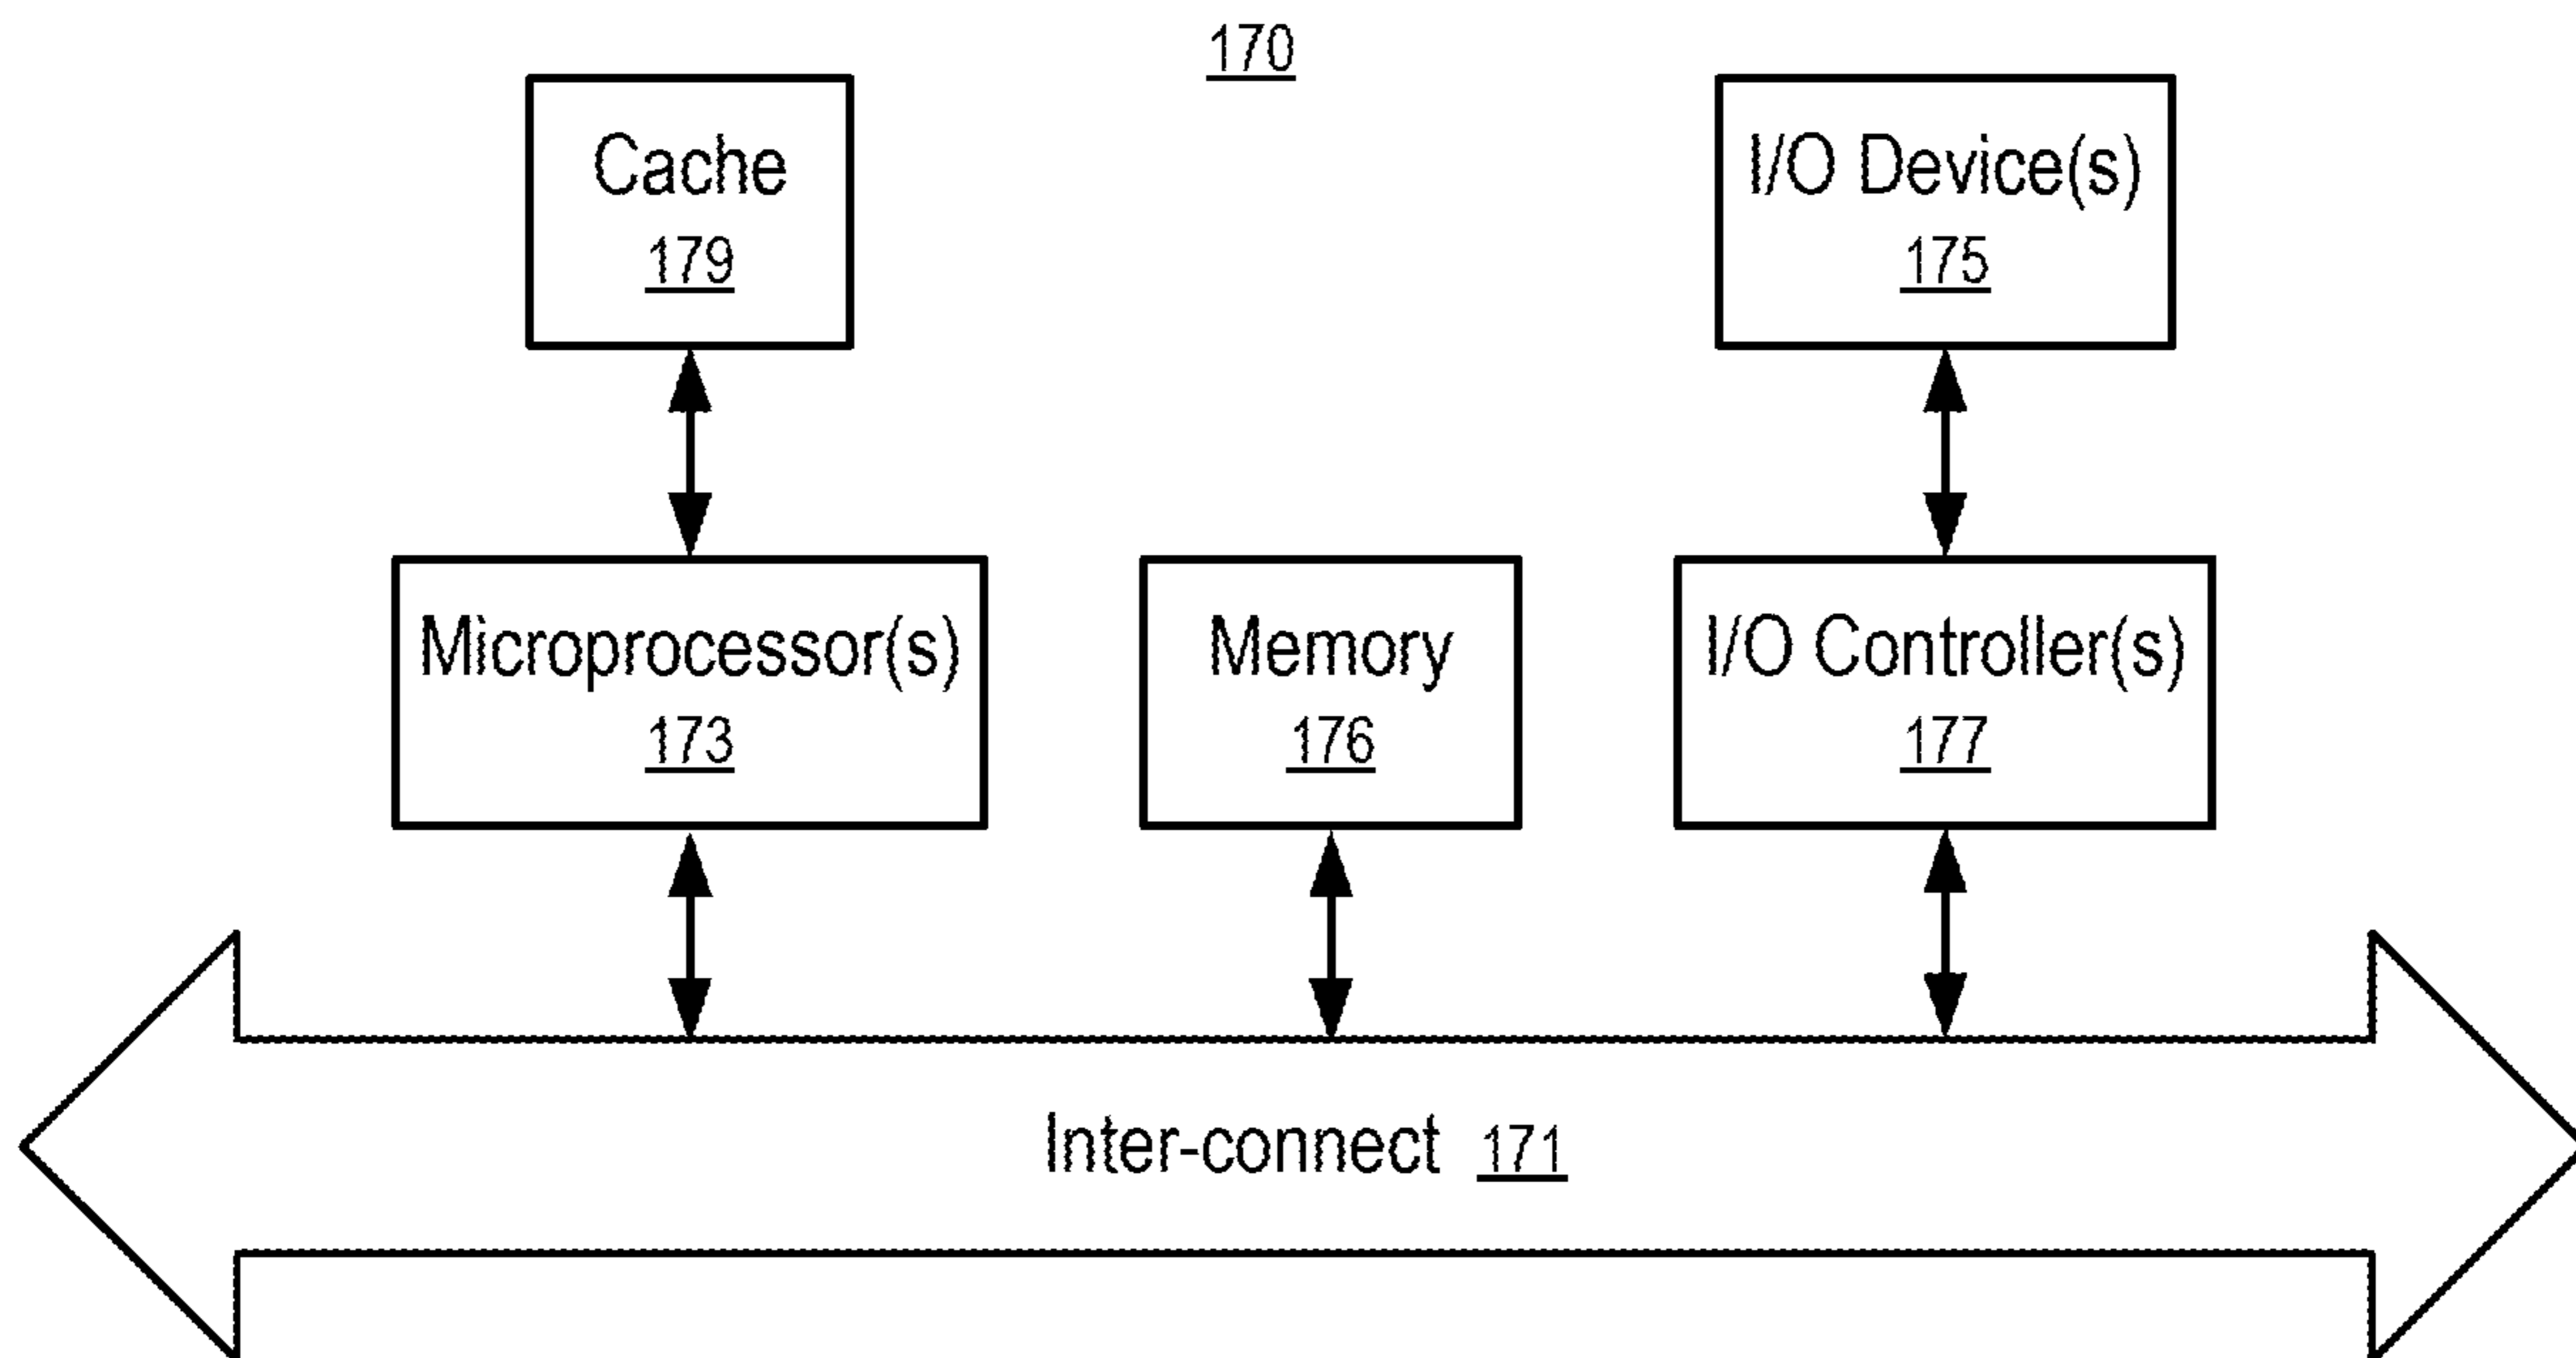 170
Cache
179
I/O Device(s)
175
Microprocessor(s)
173
Memory
176
I/O Controller(s)
177
Inter-connect 171